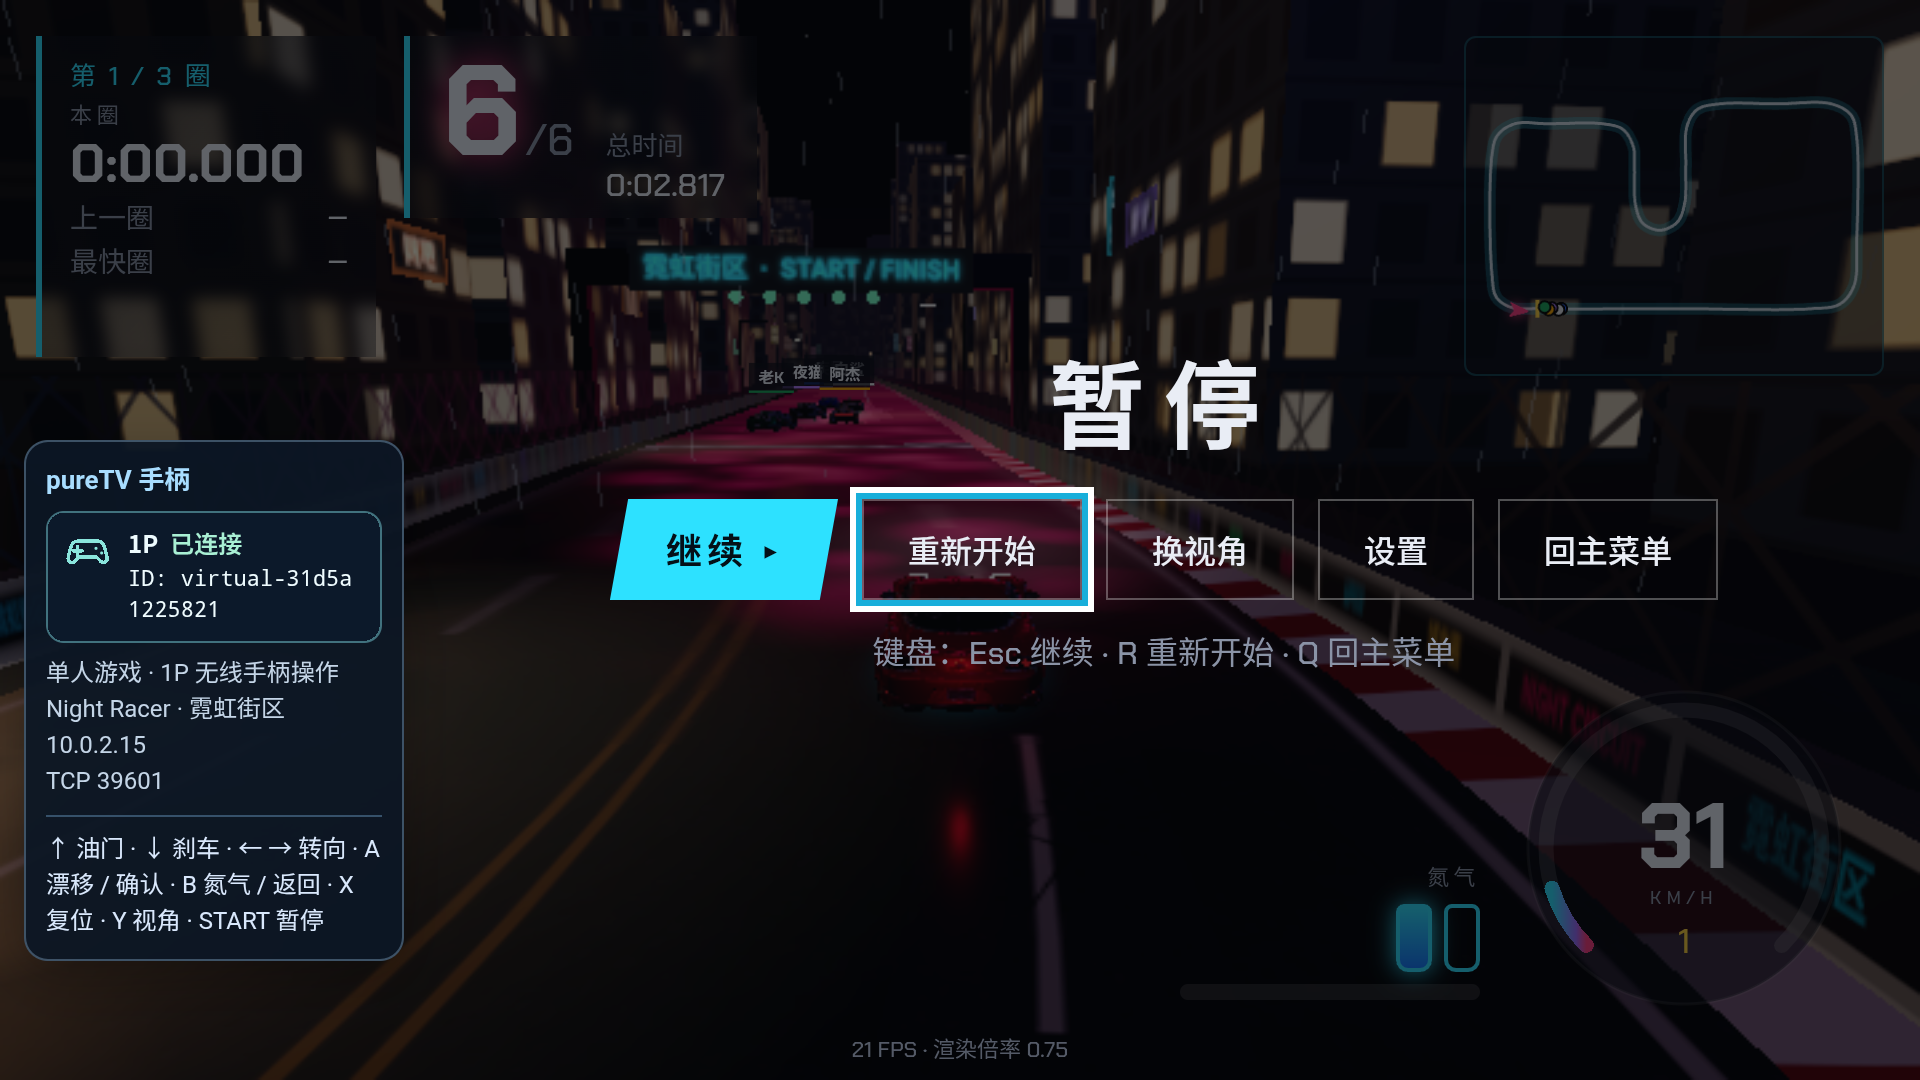 第 1 / 3 圈
本圈
0:00.000
上一圈 –
最快圈 –
6/6
总时间
0:02.817
霓虹街区 · START / FINISH
老K 夜猫 阿杰
暂停
继续 ▸
重新开始
换视角
设置
回主菜单
键盘：Esc 继续 · R 重新开始 · Q 回主菜单
pureTV 手柄
1P 已连接
ID: virtual-31d5a
1225821
单人游戏 · 1P 无线手柄操作
Night Racer · 霓虹街区
10.0.2.15
TCP 39601
↑ 油门 · ↓ 刹车 · ←→ 转向 · A
漂移 / 确认 · B 氮气 / 返回 · X
复位 · Y 视角 · START 暂停
NIGHT CIRCUIT
霓虹街区
31
KM/H
1
氮气
21 FPS · 渲染倍率 0.75